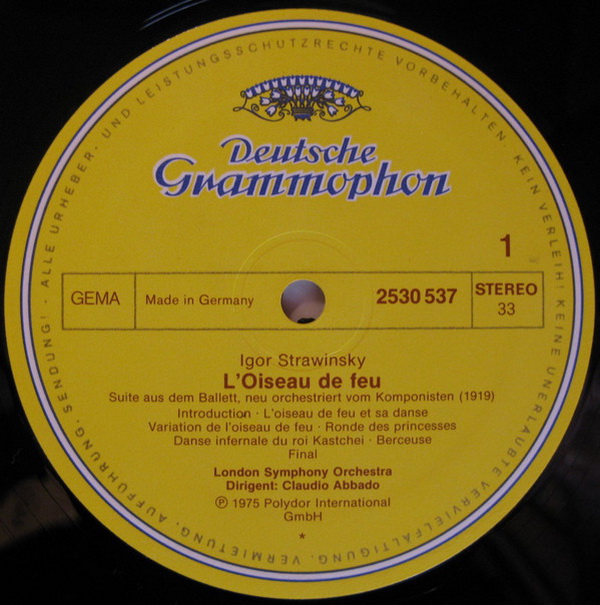 ALLE URHEBER- UND LEISTUNGSSCHUTZRECHTE VORBEHALTEN · KEIN VERLEIH! · KEINE UNERLAUBTE VERVIELFÄLTIGUNG, VERMIETUNG, AUFFÜHRUNG, SENDUNG! ·
Deutsche
Grammophon
1
GEMA
Made in Germany
2530 537
STEREO
33
Igor Strawinsky
L'Oiseau de feu
Suite aus dem Ballett, neu orchestriert vom Komponisten (1919)
Introduction · L'oiseau de feu et sa danse
Variation de l'oiseau de feu · Ronde des princesses
Danse infernale du roi Kastchei · Berceuse
Final
London Symphony Orchestra
Dirigent: Claudio Abbado
℗ 1975 Polydor International
GmbH
*